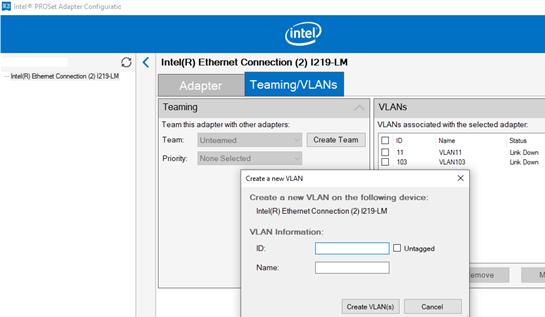 Intel® PROSet Adapter Configuratic
intel
Intel(R) Ethernet Connection (2) I219-LM
Intel(R) Ethernet Connection (2) I219-LM
Adapter
Teaming/VLANs
Teaming
Team this adapter with other adapters:
Team: Unteamed Create Team
Priority: None Selected
VLANs
VLANs associated with the selected adapter:
ID Name Status
11 VLAN11 Link Down
103 VLAN103 Link Down
Create a new VLAN
Create a new VLAN on the following device:
Intel(R) Ethernet Connection (2) I219-LM
VLAN Information:
ID: Untagged
Name:
Create VLAN(s) Cancel
emove
M